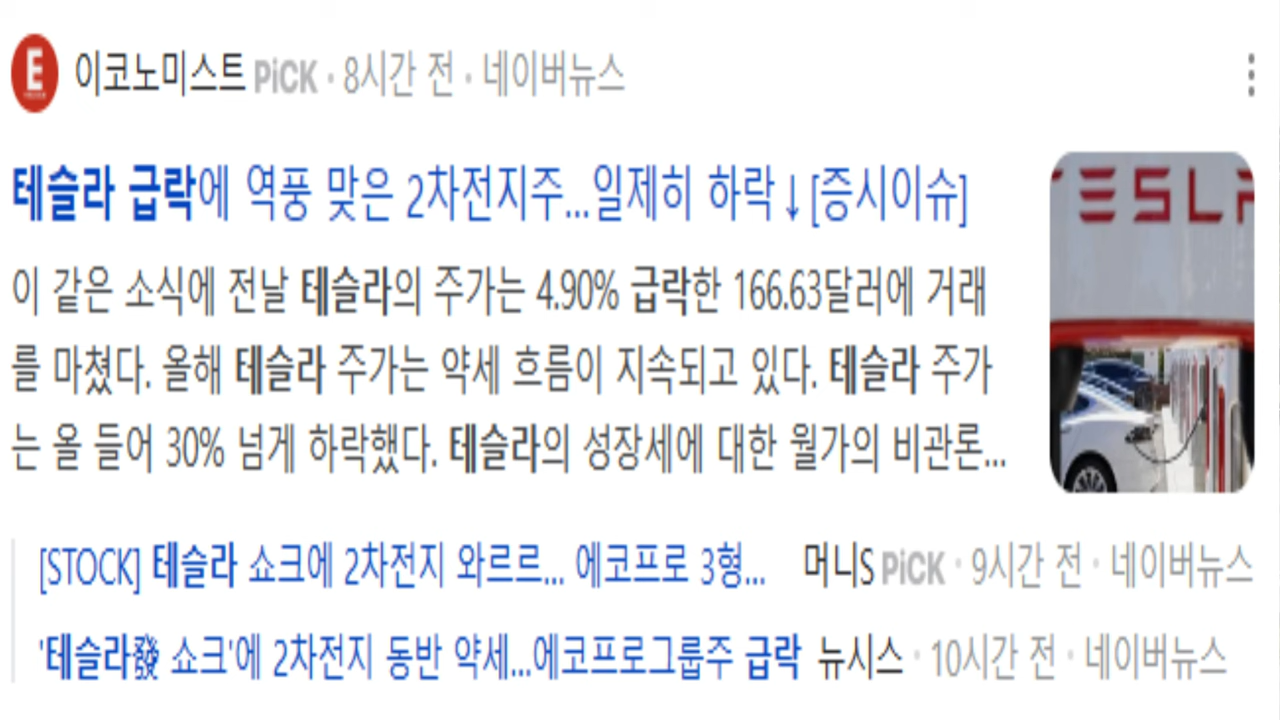 E 이코노미스트 PiCK · 8시간 전 · 네이버뉴스
테슬라 급락에 역풍 맞은 2차전지주...일제히 하락↓[증시이슈]
TESLA
이 같은 소식에 전날 테슬라의 주가는 4.90% 급락한 166.63달러에 거래
를 마쳤다. 올해 테슬라 주가는 약세 흐름이 지속되고 있다. 테슬라 주가
는 올 들어 30% 넘게 하락했다. 테슬라의 성장세에 대한 월가의 비관론...
[STOCK] 테슬라 쇼크에 2차전지 와르르... 에코프로 3형... 머니S PiCK · 9시간 전 · 네이버뉴스
'테슬라發 쇼크'에 2차전지 동반 약세...에코프로그룹주 급락 뉴시스 · 10시간 전 · 네이버뉴스